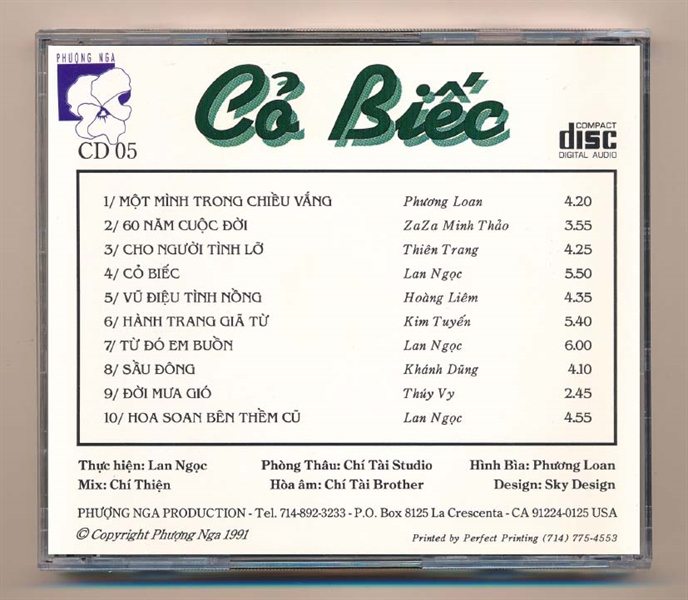 PHƯỢNG NGA
Cỏ Biếc
CD 05
COMPACT
disc
DIGITAL AUDIO
1/ MỘT MÌNH TRONG CHIỀU VẮNG Phương Loan 4.20
2/ 60 NĂM CUỘC ĐỜI ZaZa Minh Thảo 3.55
3/ CHO NGƯỜI TÌNH LỠ Thiên Trang 4.25
4/ CỎ BIẾC Lan Ngọc 5.50
5/ VŨ ĐIỆU TÌNH NỒNG Hoàng Liêm 4.35
6/ HÀNH TRANG GIÃ TỪ Kim Tuyến 5.40
7/ TỪ ĐÓ EM BUỒN Lan Ngọc 6.00
8/ SẦU ĐÔNG Khánh Dũng 4.10
9/ ĐỜI MƯA GIÓ Thúy Vy 2.45
10/ HOA SOAN BÊN THỀM CŨ Lan Ngọc 4.55
Thực hiện: Lan Ngọc Phòng Thâu: Chí Tài Studio Hình Bìa: Phương Loan
Mix: Chí Thiện Hòa âm: Chí Tài Brother Design: Sky Design
PHƯỢNG NGA PRODUCTION - Tel. 714-892-3233 - P.O. Box 8125 La Crescenta - CA 91224-0125 USA
© Copyright Phượng Nga 1991 Printed by Perfect Printing (714) 775-4553